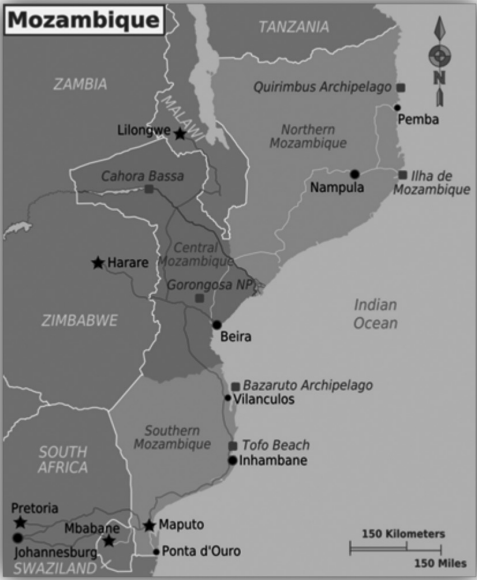 Mozambique
TANZANIA
ZAMBIA
Quirimbus Archipelago
N
MALAWI
Pemba
Lilongwe
Northern
Mozambique
Cahora Bassa
Nampula
Ilha de
Mozambique
Central
Mozambique
Harare
Gorongosa NP
Indian
Ocean
ZIMBABWE
Beira
Bazaruto Archipelago
Vilanculos
Southern
Mozambique
Tofo Beach
SOUTH
AFRICA
Inhambane
Pretoria
Mbabane
Maputo
Johannesburg
Ponta d'Ouro
SWAZILAND
150 Kilometers
150 Miles